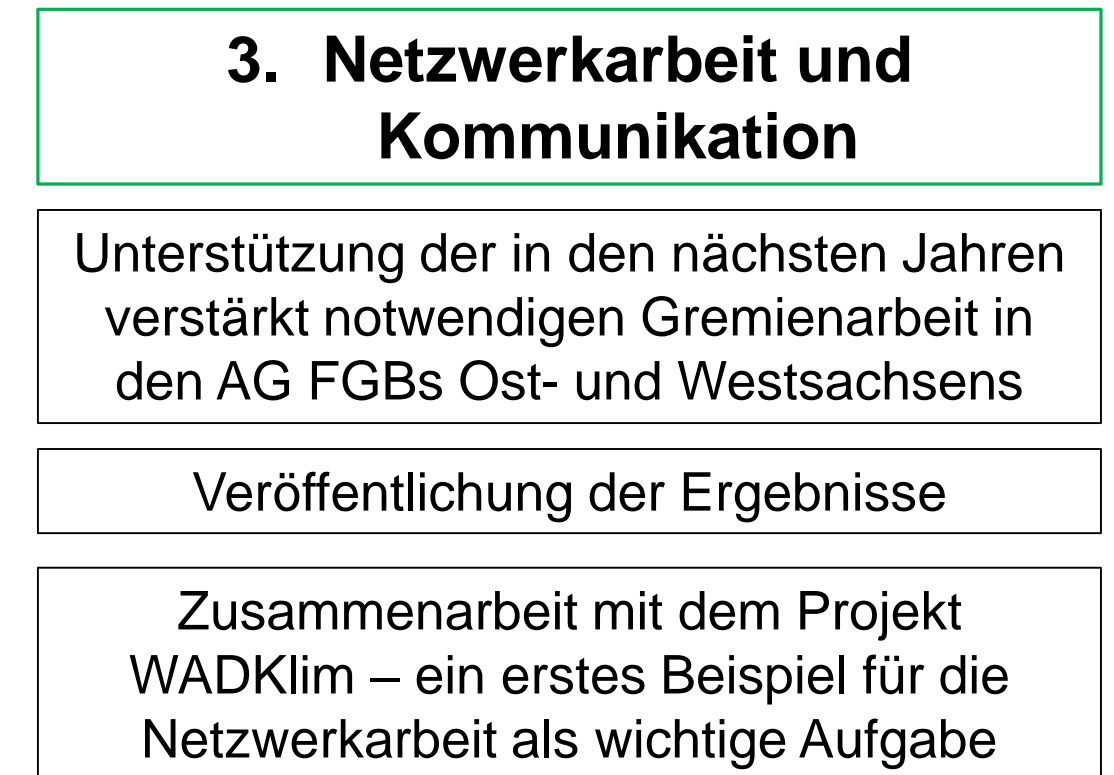 3. Netzwerkarbeit und
Kommunikation
Unterstützung der in den nächsten Jahren
verstärkt notwendigen Gremienarbeit in
den AG FGBs Ost- und Westsachsens
Veröffentlichung der Ergebnisse
Zusammenarbeit mit dem Projekt
WADKlim – ein erstes Beispiel für die
Netzwerkarbeit als wichtige Aufgabe